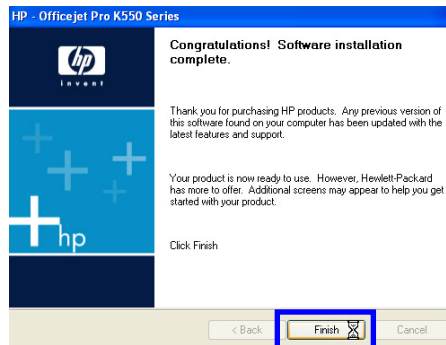 HP - Officejet Pro K550 Series
hp
invent
Congratulations! Software installation
complete.
Thank you for purchasing HP products. Any previous version of
this software found on your computer has been updated with the
latest features and support.
Your product is now ready to use. However, Hewlett-Packard
has more to offer. Additional screens may appear to help you get
started with your product.
hp
Click Finish
< Back
Finish
Cancel